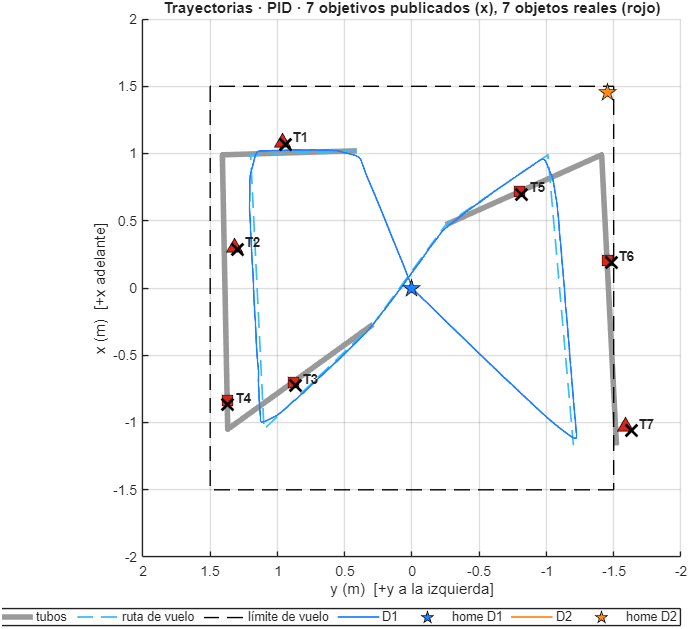 Trayectorias · PID · 7 objetivos publicados (x), 7 objetos reales (rojo)
2
1.5
1
0.5
0
-0.5
-1
-1.5
-2
x (m) [+x adelante]
T1
T2
T3
T4
T5
T6
T7
2 1.5 1 0.5 0 -0.5 -1 -1.5 -2
y (m) [+y a la izquierda]
tubos ruta de vuelo límite de vuelo D1 home D1 D2 home D2